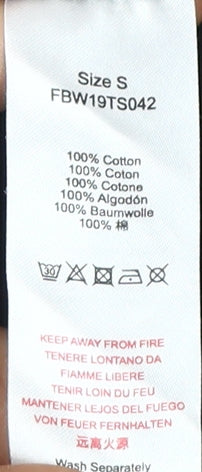 Size S
FBW19TS042
100% Cotton
100% Coton
100% Cotone
100% Algodón
100% Baumwolle
100% 棉
30
KEEP AWAY FROM FIRE
TENERE LONTANO DA
FIAMME LIBERE
TENIR LOIN DU FEU
MANTENER LEJOS DEL FUEGO
VON FEUER FERNHALTEN
远离火源
Wash Separately